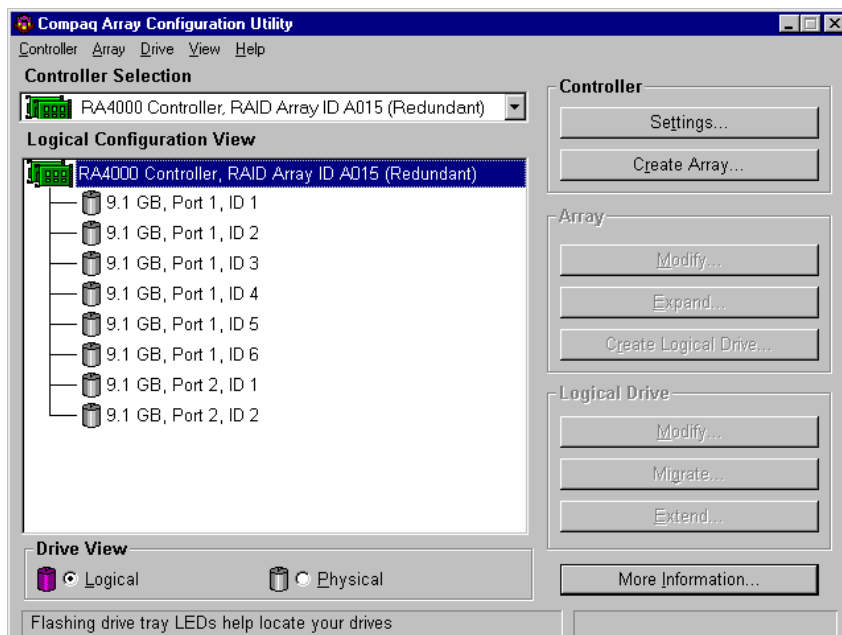 Compaq Array Configuration Utility
Controller Array Drive View Help
Controller Selection
RA4000 Controller, RAID Array ID A015 (Redundant)
Logical Configuration View
RA4000 Controller, RAID Array ID A015 (Redundant)
9.1 GB, Port 1, ID 1
9.1 GB, Port 1, ID 2
9.1 GB, Port 1, ID 3
9.1 GB, Port 1, ID 4
9.1 GB, Port 1, ID 5
9.1 GB, Port 1, ID 6
9.1 GB, Port 2, ID 1
9.1 GB, Port 2, ID 2
Drive View
Logical Physical
Controller
Settings...
Create Array...
Array
Modify...
Expand...
Create Logical Drive...
Logical Drive
Modify...
Migrate...
Extend...
More Information...
Flashing drive tray LEDs help locate your drives